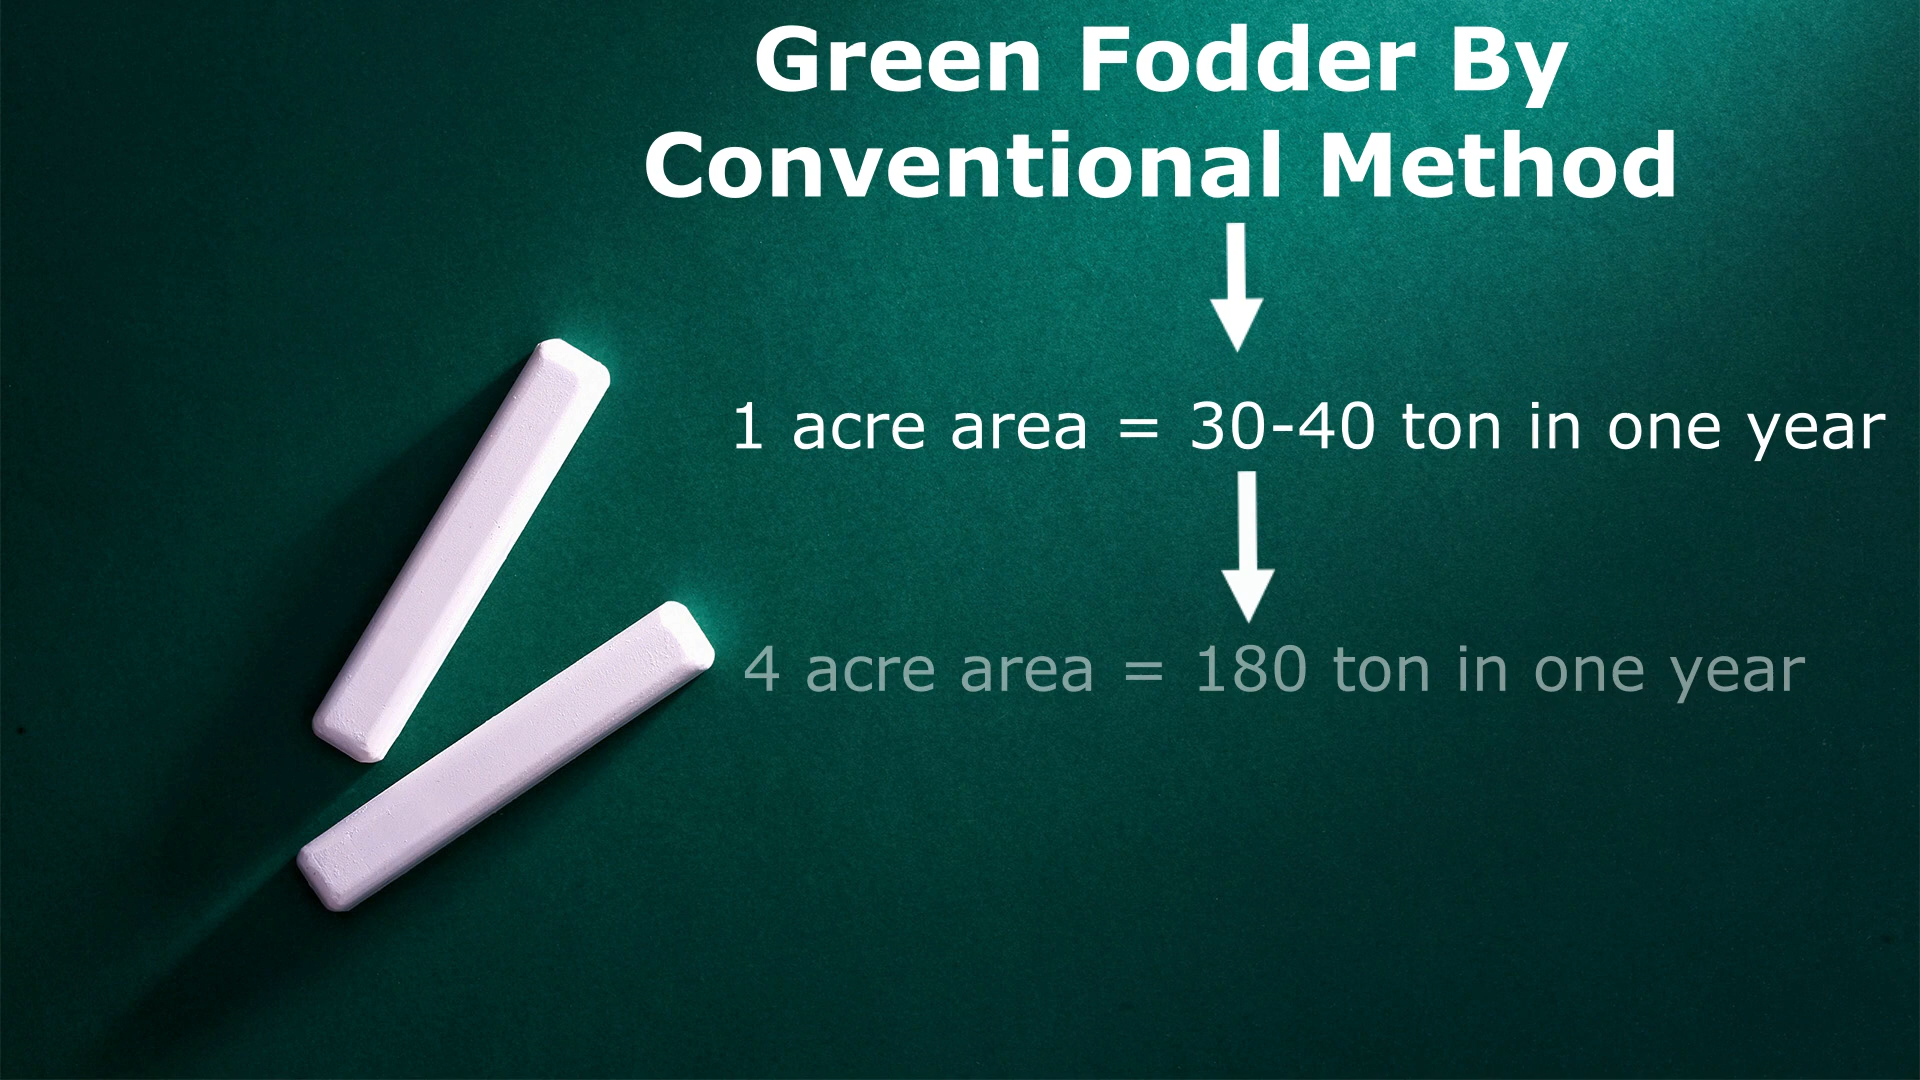 Green Fodder By
Conventional Method
1 acre area = 30-40 ton in one year
4 acre area = 180 ton in one year